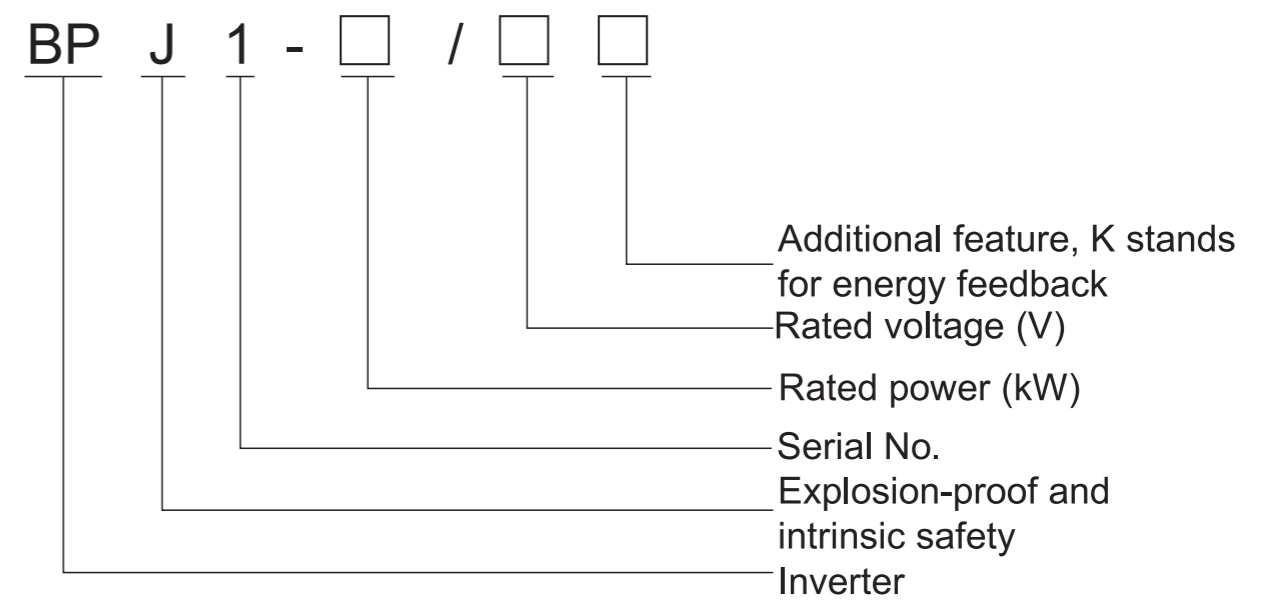 BP J 1 - □ / □ □
Additional feature, K stands
for energy feedback
Rated voltage (V)
Rated power (kW)
Serial No.
Explosion-proof and
intrinsic safety
Inverter